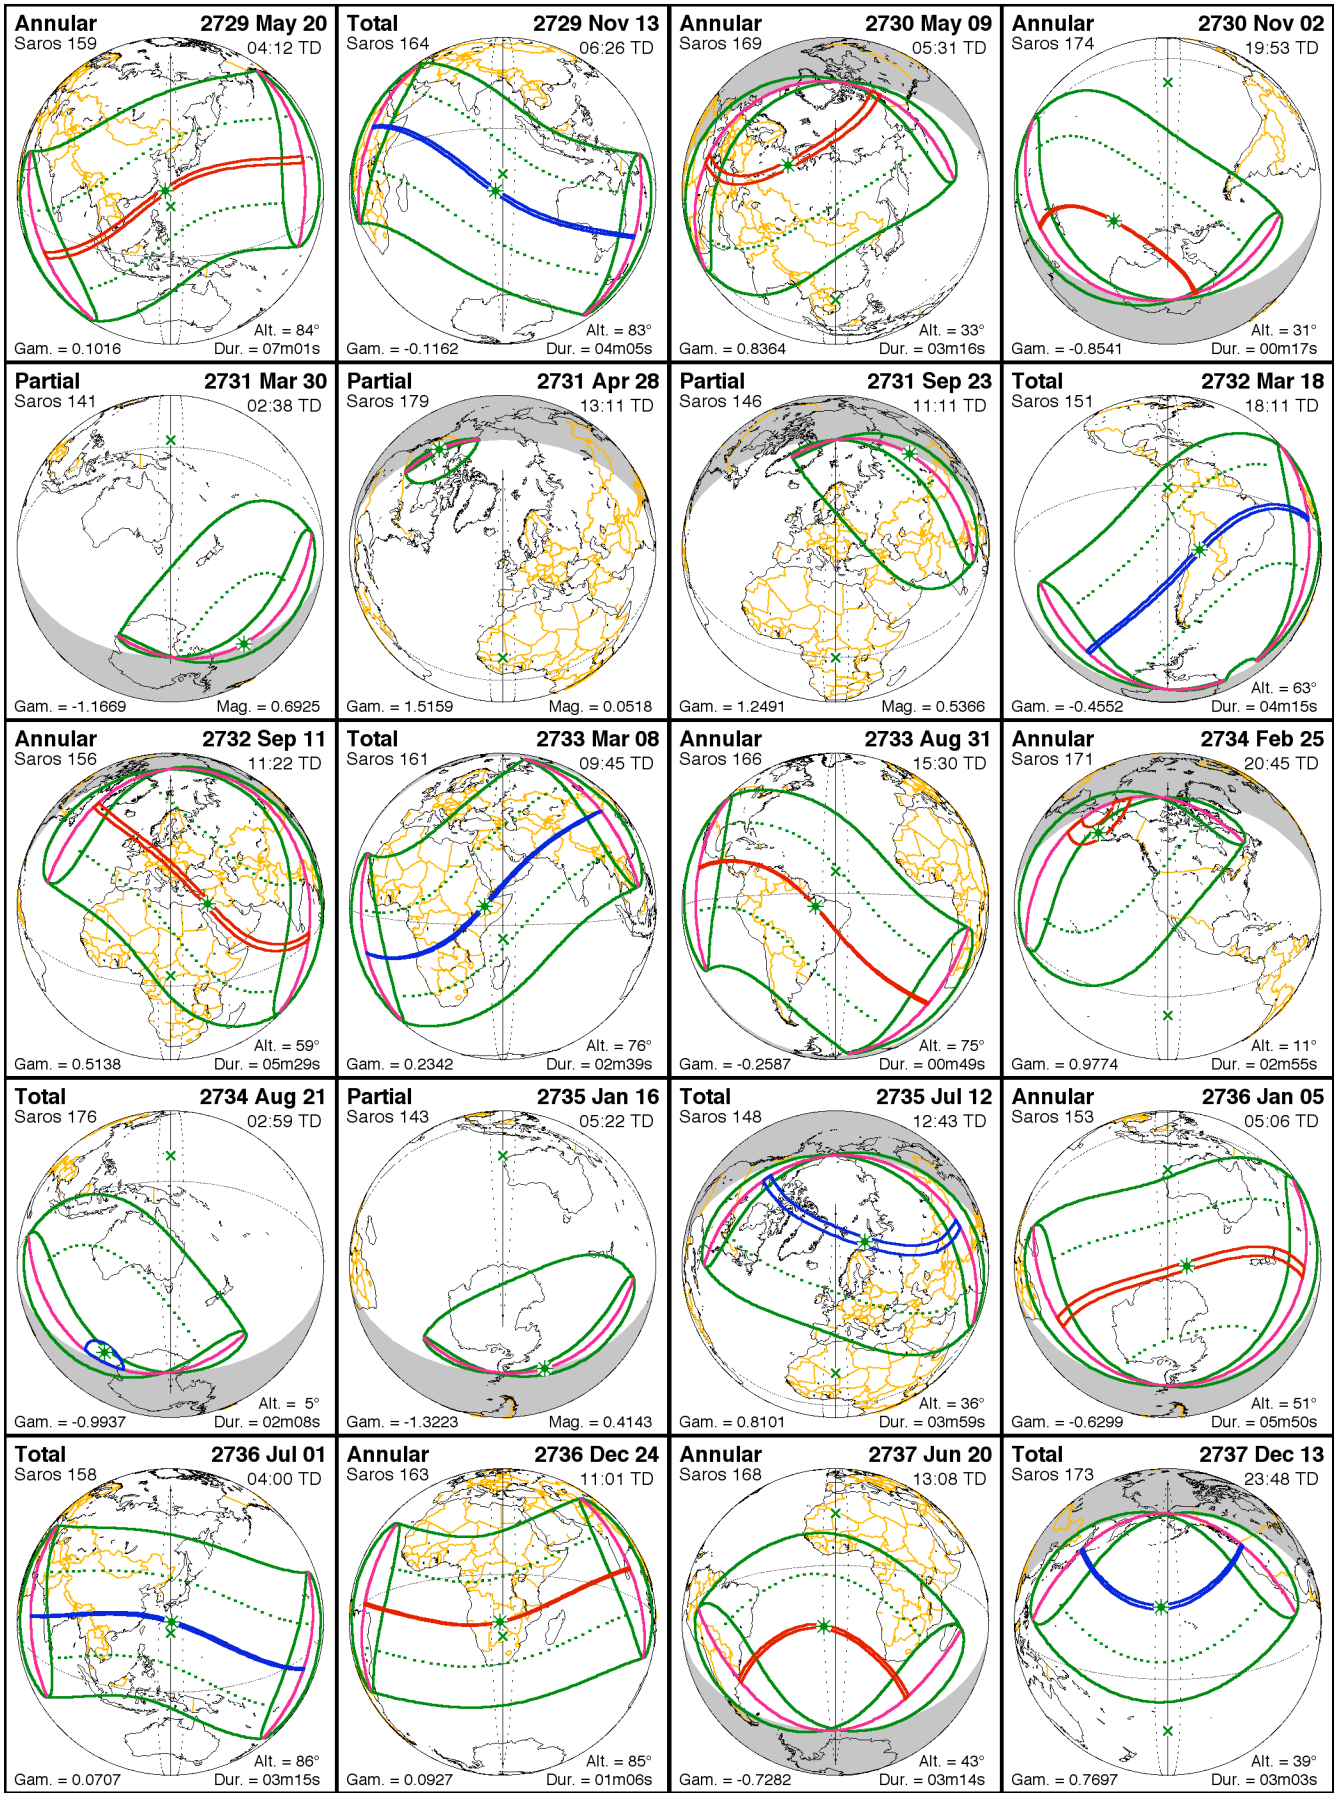 Annular 2729 May 20
Saros 159 04:12 TD
Alt. = 84°
Gam. = 0.1016 Dur. = 07m01s
Total 2729 Nov 13
Saros 164 06:26 TD
Alt. = 83°
Gam. = -0.1162 Dur. = 04m05s
Annular 2730 May 09
Saros 169 05:31 TD
Alt. = 33°
Gam. = 0.8364 Dur. = 03m16s
Annular 2730 Nov 02
Saros 174 19:53 TD
Alt. = 31°
Gam. = -0.8541 Dur. = 00m17s
Partial 2731 Mar 30
Saros 141 02:38 TD
Gam. = -1.1669 Mag. = 0.6925
Partial 2731 Apr 28
Saros 179 13:11 TD
Gam. = 1.5159 Mag. = 0.0518
Partial 2731 Sep 23
Saros 146 11:11 TD
Gam. = 1.2491 Mag. = 0.5366
Total 2732 Mar 18
Saros 151 18:11 TD
Alt. = 63°
Gam. = -0.4552 Dur. = 04m15s
Annular 2732 Sep 11
Saros 156 11:22 TD
Alt. = 59°
Gam. = 0.5138 Dur. = 05m29s
Total 2733 Mar 08
Saros 161 09:45 TD
Alt. = 76°
Gam. = 0.2342 Dur. = 02m39s
Annular 2733 Aug 31
Saros 166 15:30 TD
Alt. = 75°
Gam. = -0.2587 Dur. = 00m49s
Annular 2734 Feb 25
Saros 171 20:45 TD
Alt. = 11°
Gam. = 0.9774 Dur. = 02m55s
Total 2734 Aug 21
Saros 176 02:59 TD
Alt. = 5°
Gam. = -0.9937 Dur. = 02m08s
Partial 2735 Jan 16
Saros 143 05:22 TD
Gam. = -1.3223 Mag. = 0.4143
Total 2735 Jul 12
Saros 148 12:43 TD
Alt. = 36°
Gam. = 0.8101 Dur. = 03m59s
Annular 2736 Jan 05
Saros 153 05:06 TD
Alt. = 51°
Gam. = -0.6299 Dur. = 05m50s
Total 2736 Jul 01
Saros 158 04:00 TD
Alt. = 86°
Gam. = 0.0707 Dur. = 03m15s
Annular 2736 Dec 24
Saros 163 11:01 TD
Alt. = 85°
Gam. = 0.0927 Dur. = 01m06s
Annular 2737 Jun 20
Saros 168 13:08 TD
Alt. = 43°
Gam. = -0.7282 Dur. = 03m14s
Total 2737 Dec 13
Saros 173 23:48 TD
Alt. = 39°
Gam. = 0.7697 Dur. = 03m03s